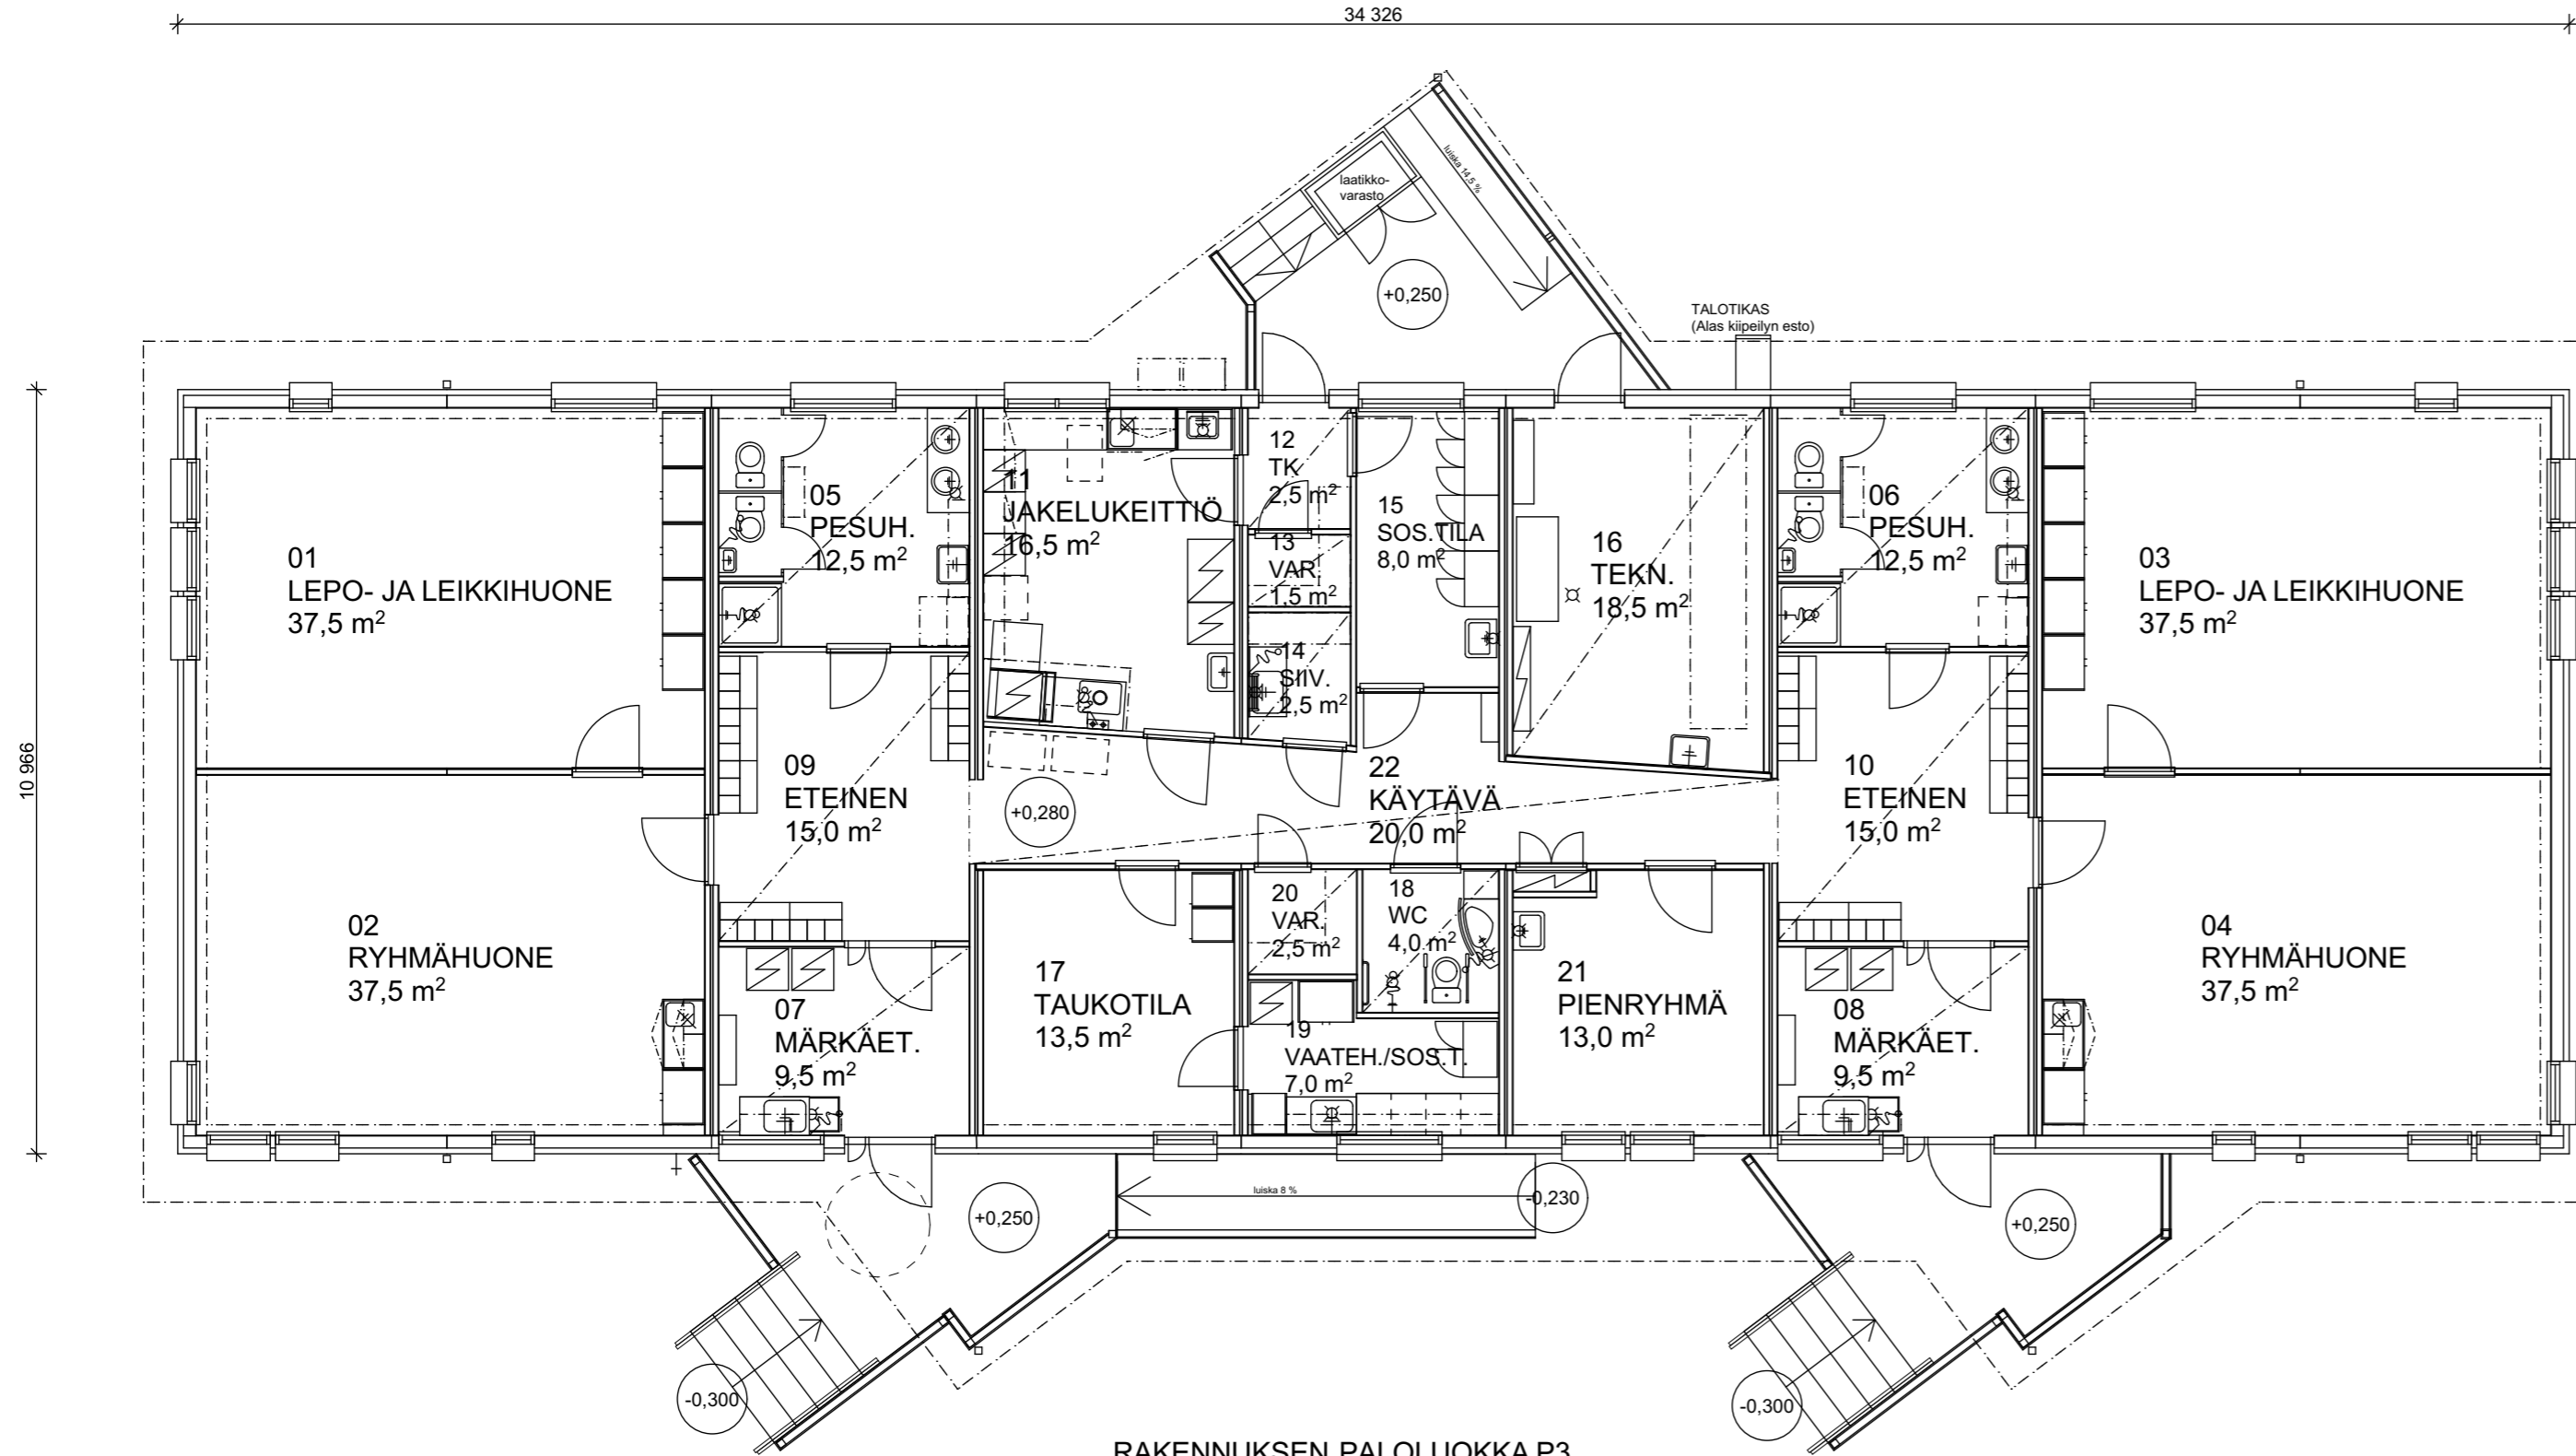 34 326
laatikko-
varasto
luiska 14,5 %
+0,250
TALOTIKAS
(Alas kiipeilyn esto)
10 966
01
LEPO- JA LEIKKIHUONE
37,5 m²
05
PESUH.
12,5 m²
11
JAKELUKEITTIÖ
16,5 m²
12
TK
2,5 m²
13
VAR.
1,5 m²
14
SIIV.
2,5 m²
15
SOS.TILA
8,0 m²
16
TEKN.
18,5 m²
06
PESUH.
12,5 m²
03
LEPO- JA LEIKKIHUONE
37,5 m²
09
ETEINEN
15,0 m²
+0,280
22
KÄYTÄVÄ
20,0 m²
10
ETEINEN
15,0 m²
02
RYHMÄHUONE
37,5 m²
07
MÄRKÄET.
9,5 m²
17
TAUKOTILA
13,5 m²
20
VAR.
2,5 m²
18
WC
4,0 m²
19
VAATEH./SOS.T.
7,0 m²
21
PIENRYHMÄ
13,0 m²
08
MÄRKÄET.
9,5 m²
04
RYHMÄHUONE
37,5 m²
+0,250
luiska 8 %
-0,230
+0,250
-0,300
-0,300
RAKENNUKSEN PALOLUOKKA P3